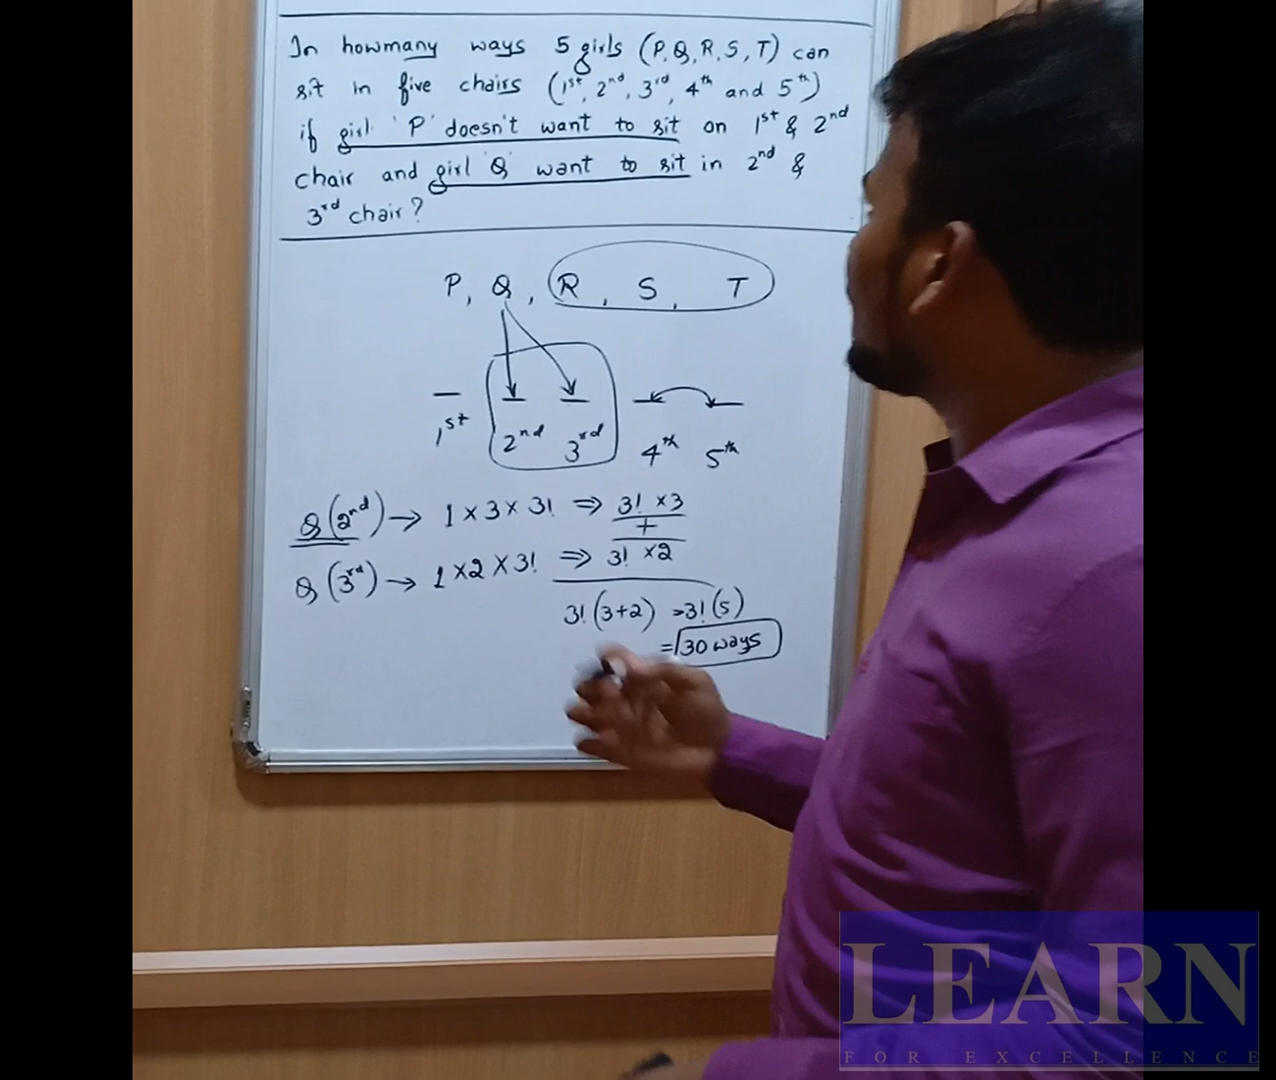 In howmany ways 5 girls (P, Q, R, S, T) can
sit in five chairs (1st, 2nd, 3rd, 4th and 5th)
if girl 'P' doesn't want to sit on 1st & 2nd
chair and girl 'Q' want to sit in 2nd &
3rd chair?
P, Q, R, S, T
1st 2nd 3rd 4th 5th
Q (2nd) → 1 × 3 × 3! ⇒ 3! × 3
+
Q (3rd) → 1 × 2 × 3! ⇒ 3! × 2
3! (3+2) = 3! (5)
= 30 ways
LEARN
FOR EXCELLENCE